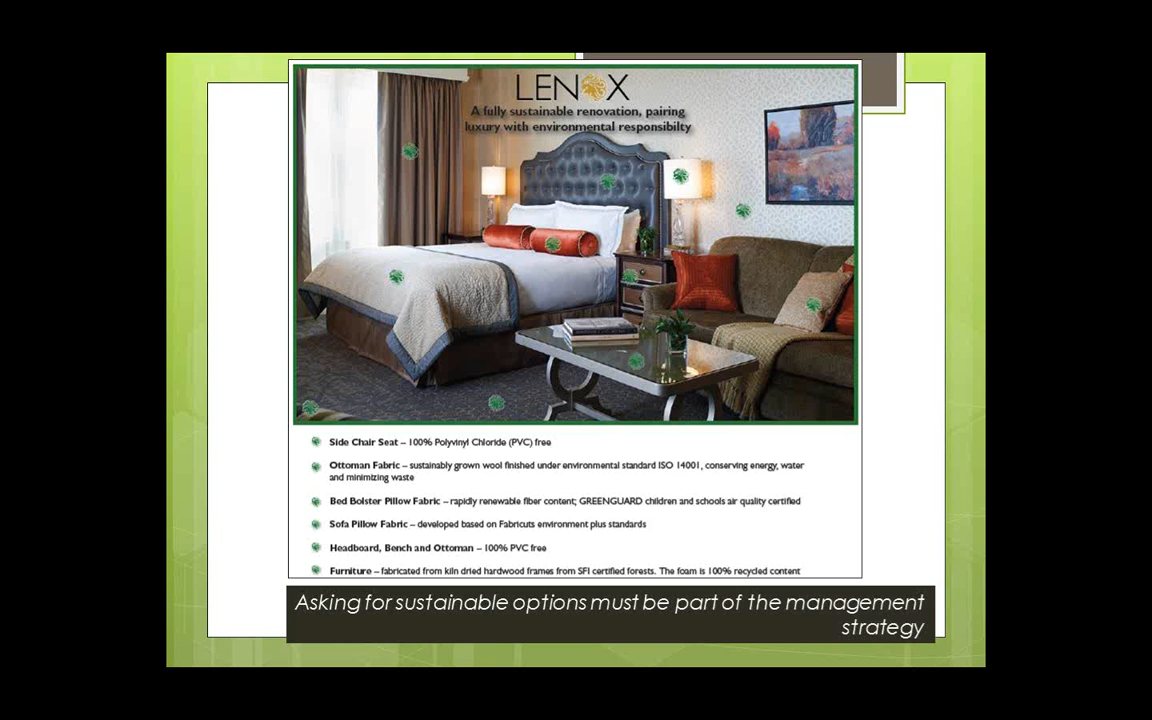 LENOX
A fully sustainable renovation, pairing
luxury with environmental responsibilty
Side Chair Seat – 100% Polyvinyl Chloride (PVC) free
Ottoman Fabric – sustainably grown wool finished under environmental standard ISO 14001, conserving energy, water
and minimizing waste
Bed Bolster Pillow Fabric – rapidly renewable fiber content; GREENGUARD children and schools air quality certified
Sofa Pillow Fabric – developed based on Fabricuts environment plus standards
Headboard, Bench and Ottoman – 100% PVC free
Furniture – fabricated from kiln dried hardwood frames from SFI certified forests. The foam is 100% recycled content
Asking for sustainable options must be part of the management
strategy